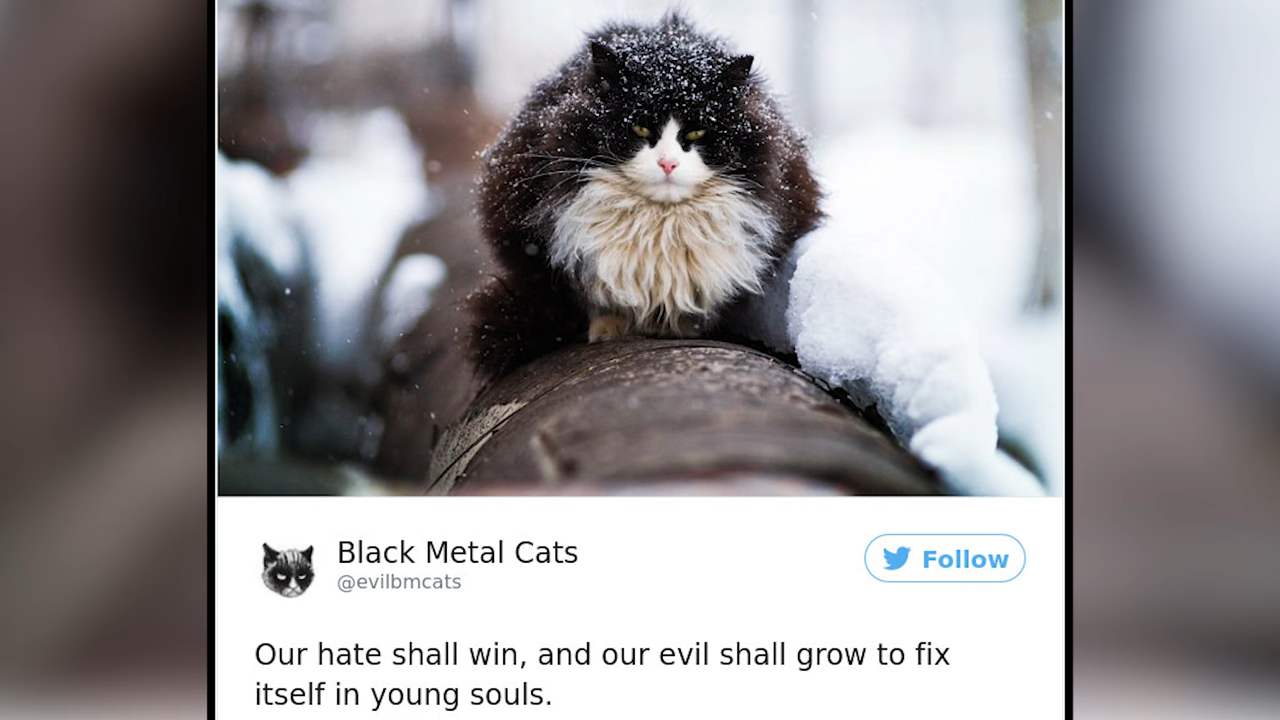 Black Metal Cats
Follow
@evilbmcats
Our hate shall win, and our evil shall grow to fix
itself in young souls.